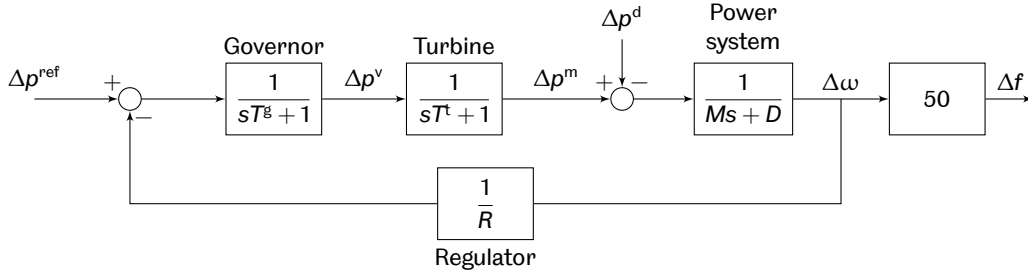 Power
system
Governor
Turbine
Δp^d
Δp^ref
+
−
1
sT^g + 1
Δp^v
1
sT^t + 1
Δp^m
+
−
1
Ms + D
Δω
50
Δf
1
R
Regulator